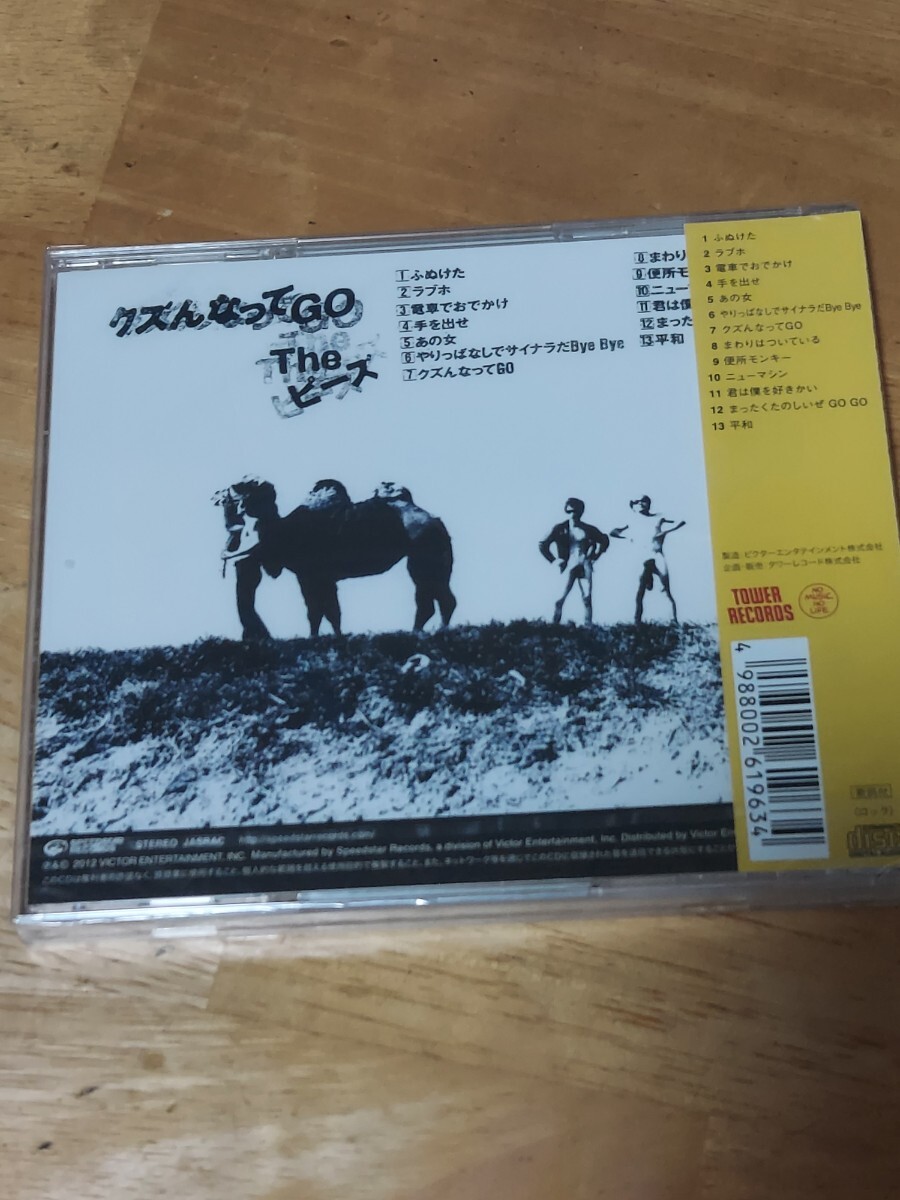 クズんなってGO
The
ピーズ
1 ふぬけた
2 ラブホ
3 電車でおでかけ
4 手を出せ
5 あの女
6 やりっぱなしでサイナラだBye Bye
7 クズんなってGO
8 まわり
9 便所モ
10 ニュー
11 君は僕
12 まった
13 平和
1 ふぬけた
2 ラブホ
3 電車でおでかけ
4 手を出せ
5 あの女
6 やりっぱなしでサイナラだBye Bye
7 クズんなってGO
8 まわりはついている
9 便所モンキー
10 ニューマシン
11 君は僕を好きかい
12 まったくたのしいぜ GO GO
13 平和
製造・ビクターエンタテインメント株式会社
企画・販売 タワーレコード株式会社
TOWER
RECORDS
NO
MUSIC,
NO
LIFE.
4 988002 619634
(ロック)
STEREO JASRAC http://speedstarrecords.com/
℗&© 2012 VICTOR ENTERTAINMENT, INC. Manufactured by Speedstar Records, a division of Victor Entertainment, Inc. Distributed by Victor En